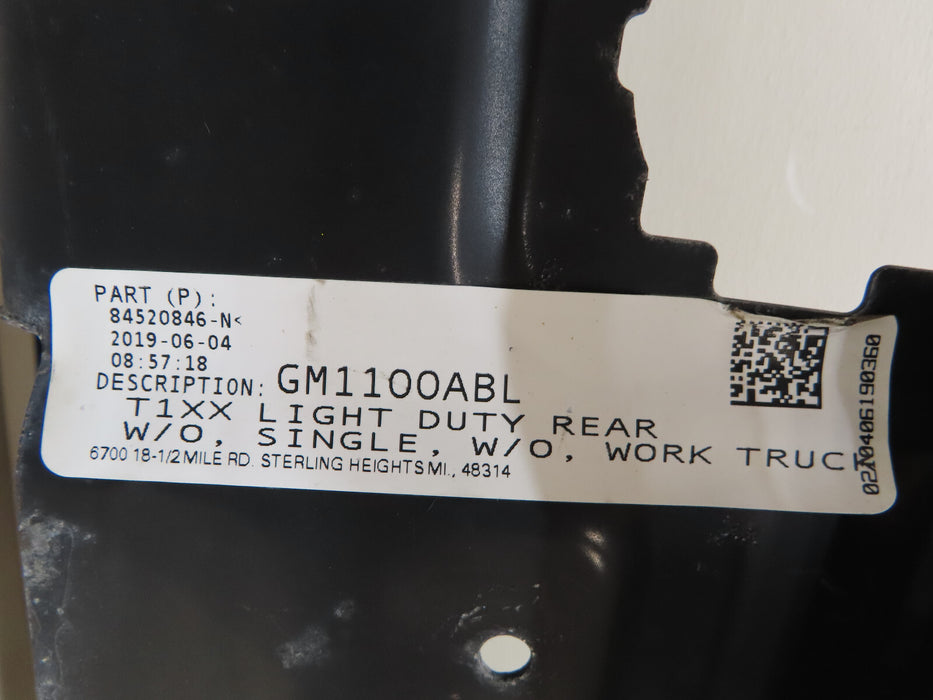 PART (P):
84520846-N<
2019-06-04
08:57:18
DESCRIPTION: GM1100ABL
T1XX LIGHT DUTY REAR
W/O, SINGLE, W/O, WORK TRUCK
6700 18-1/2 MILE RD. STERLING HEIGHTS MI., 48314